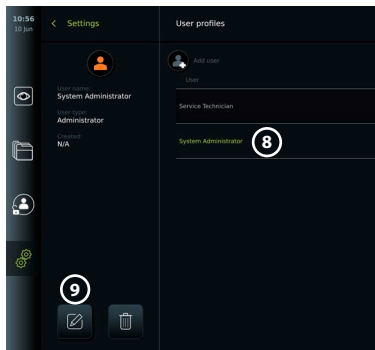 10:56
10 Jun
Settings
User profiles
Add user
User
User name:
System Administrator
User type:
Administrator
Created:
N/A
Service Technician
System Administrator
8
9